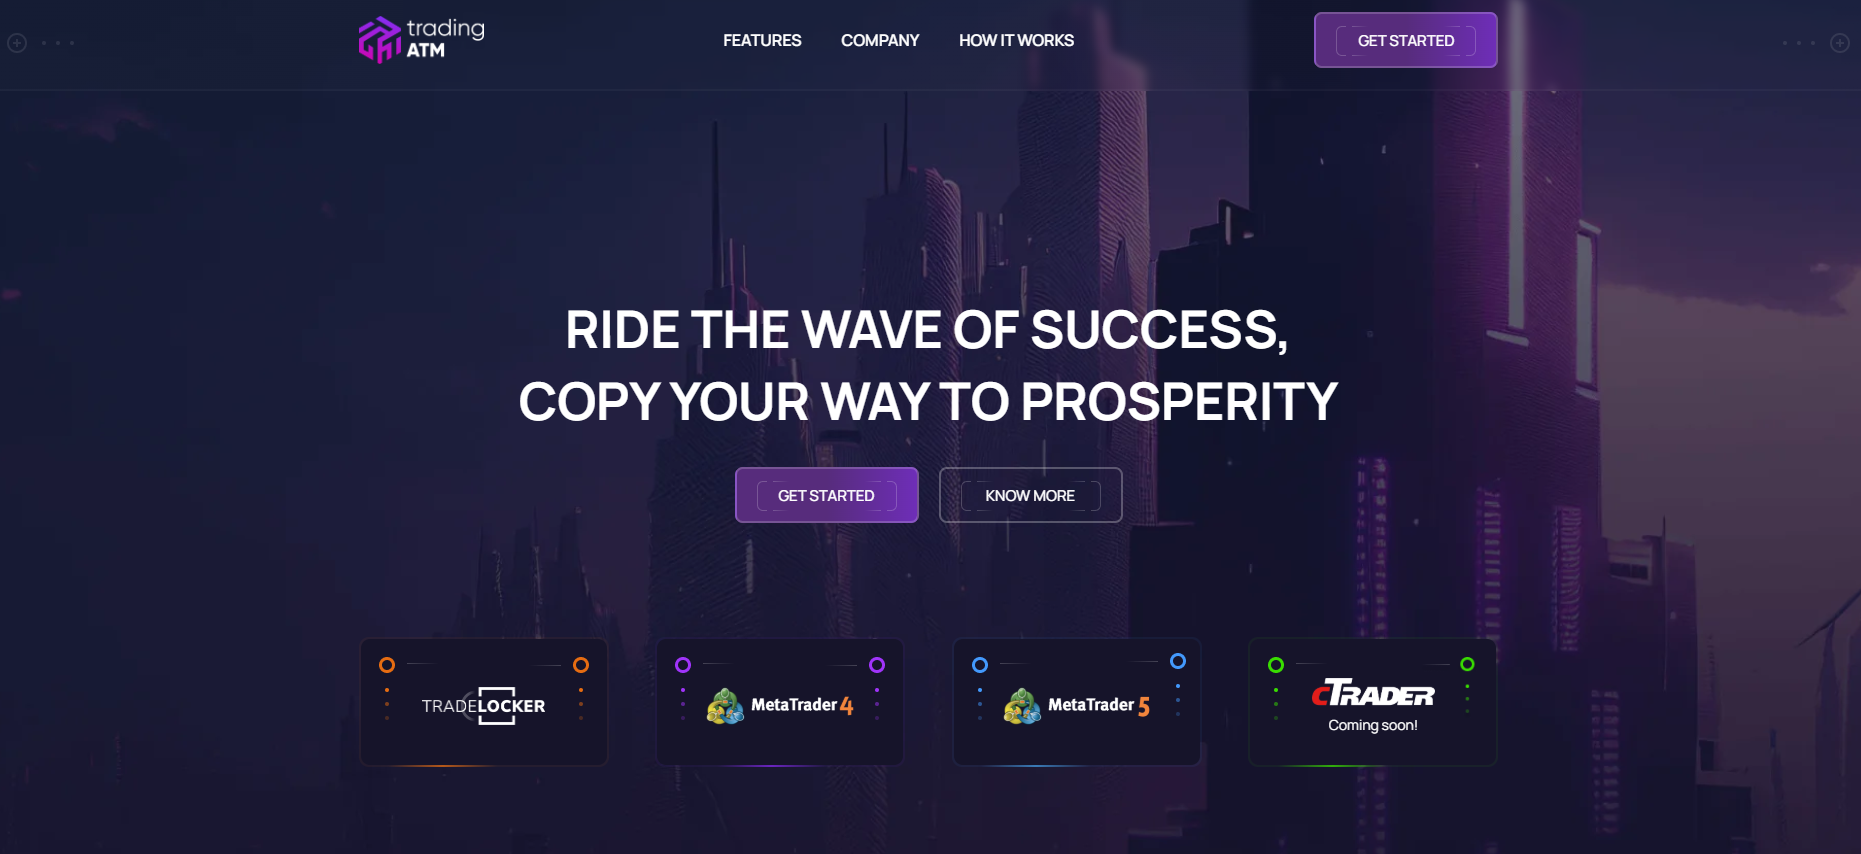 trading
ATM
FEATURES
COMPANY
HOW IT WORKS
GET STARTED
RIDE THE WAVE OF SUCCESS,
COPY YOUR WAY TO PROSPERITY
GET STARTED
KNOW MORE
TRADELOCKER
MetaTrader 4
MetaTrader 5
cTRADER
Coming soon!